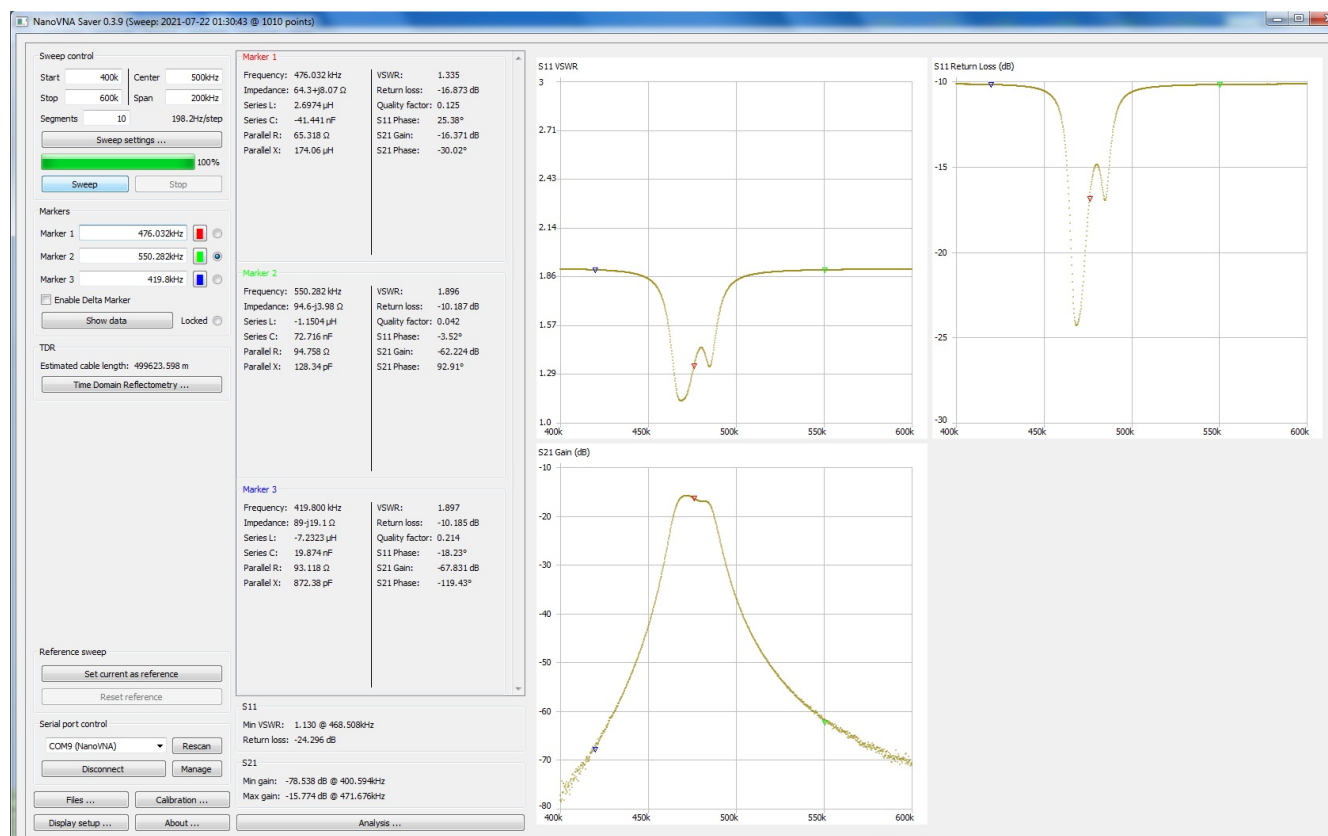 NanoVNA Saver 0.3.9 (Sweep: 2021-07-22 01:30:43 @ 1010 points)
Sweep control
Start 400k Center 500kHz
Stop 600k Span 200kHz
Segments 10 198.2Hz/step
Sweep settings ...
100%
Sweep Stop
Markers
Marker 1 476.032kHz
Marker 2 550.282kHz
Marker 3 419.8kHz
Enable Delta Marker
Show data Locked
TDR
Estimated cable length: 499623.598 m
Time Domain Reflectometry ...
Reference sweep
Set current as reference
Reset reference
Serial port control
COM9 (NanoVNA) Rescan
Disconnect Manage
Files ... Calibration ...
Display setup ... About ...
Marker 1
Frequency: 476.032 kHz VSWR: 1.335
Impedance: 64.3+j8.07 Ω Return loss: -16.873 dB
Series L: 2.6974 µH Quality factor: 0.125
Series C: -41.441 nF S11 Phase: 25.38°
Parallel R: 65.318 Ω S21 Gain: -16.371 dB
Parallel X: 174.06 µH S21 Phase: -30.02°
Marker 2
Frequency: 550.282 kHz VSWR: 1.896
Impedance: 94.6-j3.98 Ω Return loss: -10.187 dB
Series L: -1.1504 µH Quality factor: 0.042
Series C: 72.716 nF S11 Phase: -3.52°
Parallel R: 94.758 Ω S21 Gain: -62.224 dB
Parallel X: 128.34 pF S21 Phase: 92.91°
Marker 3
Frequency: 419.800 kHz VSWR: 1.897
Impedance: 89-j19.1 Ω Return loss: -10.185 dB
Series L: -7.2323 µH Quality factor: 0.214
Series C: 19.874 nF S11 Phase: -18.23°
Parallel R: 93.118 Ω S21 Gain: -67.831 dB
Parallel X: 872.38 pF S21 Phase: -119.43°
S11
Min VSWR: 1.130 @ 468.508kHz
Return loss: -24.296 dB
S21
Min gain: -78.538 dB @ 400.594kHz
Max gain: -15.774 dB @ 471.676kHz
Analysis ...
S11 VSWR
3
2.71
2.43
2.14
1.86
1.57
1.29
1.0
400k 450k 500k 550k 600k
S11 Return Loss (dB)
-10
-15
-20
-25
-30
400k 450k 500k 550k 600k
S21 Gain (dB)
-10
-20
-30
-40
-50
-60
-70
-80
400k 450k 500k 550k 600k